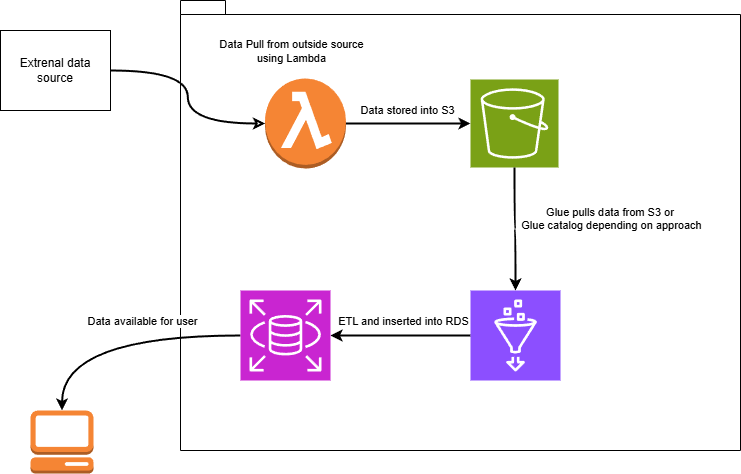 Extrenal data
source
Data Pull from outside source
using Lambda
Data stored into S3
Glue pulls data from S3 or
Glue catalog depending on approach
ETL and inserted into RDS
Data available for user